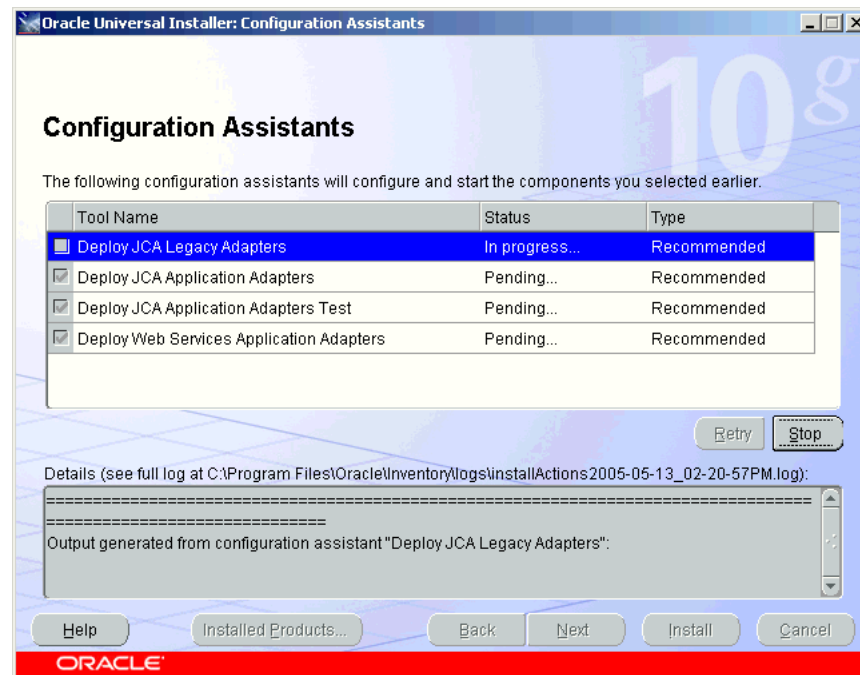 Oracle Universal Installer: Configuration Assistants
10g
Configuration Assistants
The following configuration assistants will configure and start the components you selected earlier.
Tool Name Status Type
Deploy JCA Legacy Adapters In progress... Recommended
Deploy JCA Application Adapters Pending... Recommended
Deploy JCA Application Adapters Test Pending... Recommended
Deploy Web Services Application Adapters Pending... Recommended
Retry Stop
Details (see full log at C:\Program Files\Oracle\Inventory\logs\installActions2005-05-13_02-20-57PM.log):
==================================================================================
==============================
Output generated from configuration assistant "Deploy JCA Legacy Adapters":
Help Installed Products... Back Next Install Cancel
ORACLE